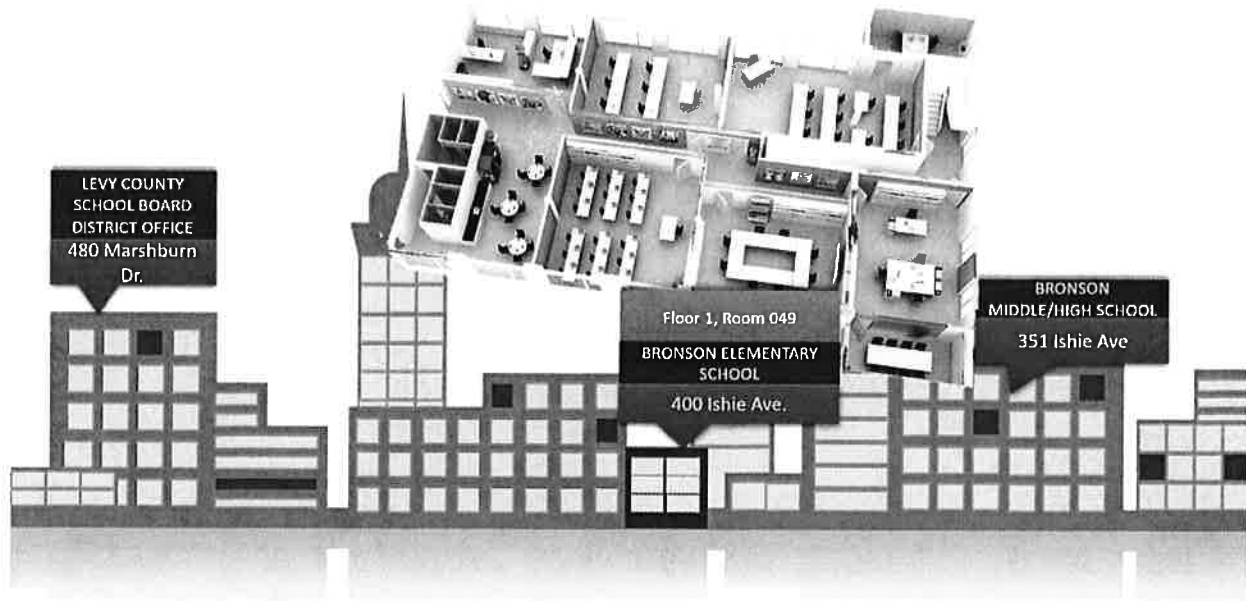 LEVY COUNTY
SCHOOL BOARD
DISTRICT OFFICE
480 Marshburn
Dr.
Floor 1, Room 049
BRONSON ELEMENTARY
SCHOOL
400 Ishie Ave.
BRONSON
MIDDLE/HIGH SCHOOL
351 Ishie Ave